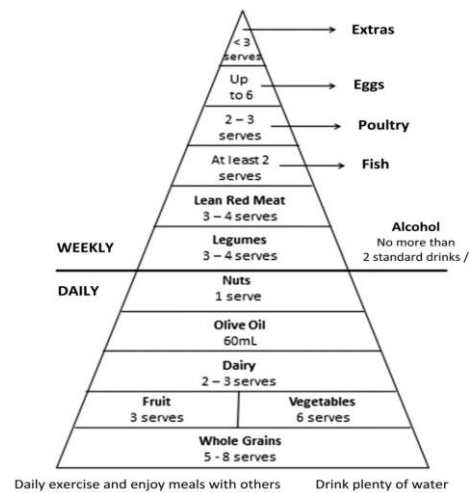 < 3
serves
Extras
Up
to 6
Eggs
2 – 3
serves
Poultry
At least 2
serves
Fish
Lean Red Meat
3 – 4 serves
Legumes
3 – 4 serves
WEEKLY
Alcohol
No more than
2 standard drinks /
DAILY
Nuts
1 serve
Olive Oil
60mL
Dairy
2 – 3 serves
Fruit
3 serves
Vegetables
6 serves
Whole Grains
5 - 8 serves
Daily exercise and enjoy meals with others
Drink plenty of water